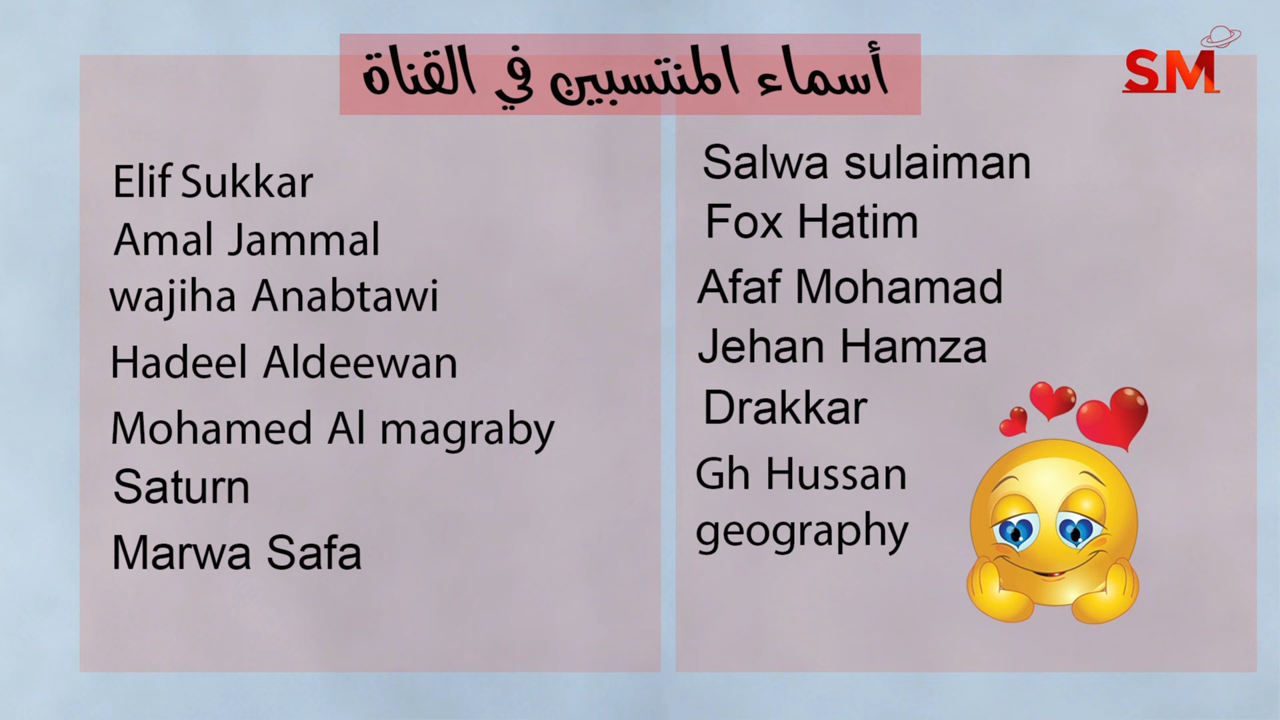 أسماء المنتسبين في القناة
SM
Elif Sukkar
Amal Jammal
wajiha Anabtawi
Hadeel Aldeewan
Mohamed Al magraby
Saturn
Marwa Safa
Salwa sulaiman
Fox Hatim
Afaf Mohamad
Jehan Hamza
Drakkar
Gh Hussan
geography